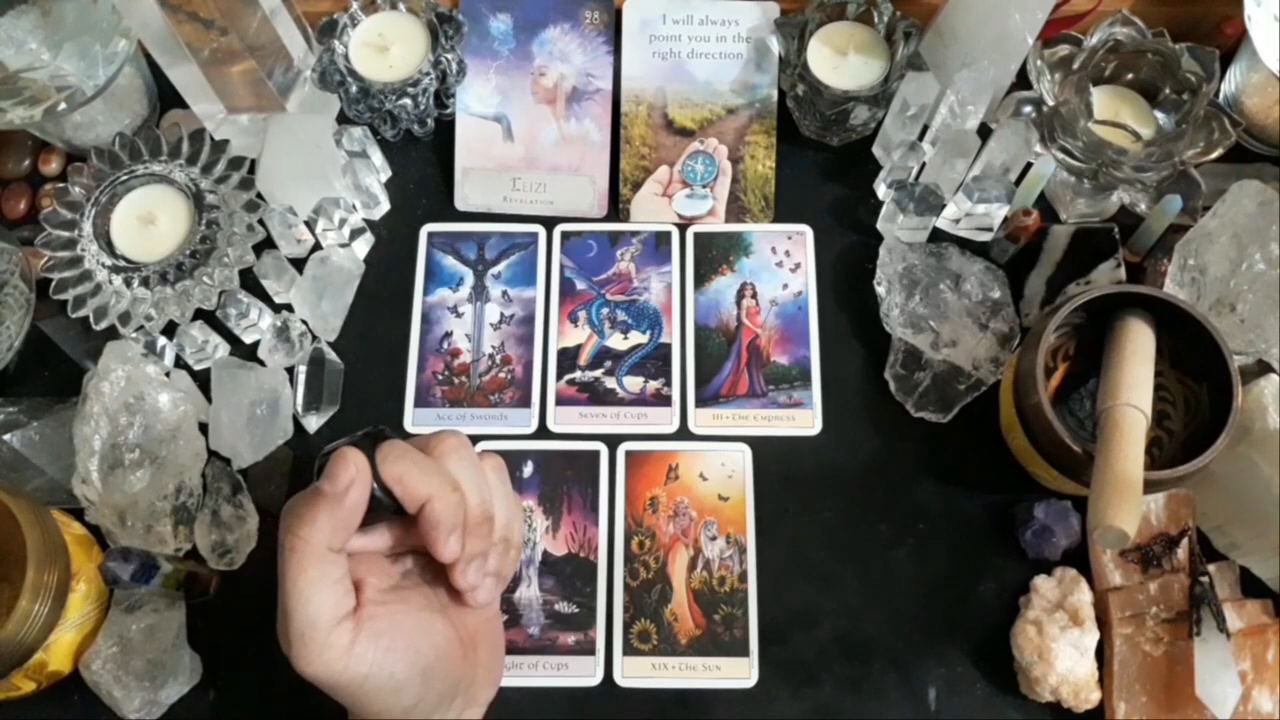 28
I will always
point you in the
right direction
LEIZI
REVELATION
ACE OF SWORDS
SEVEN OF CUPS
III + THE EMPRESS
ght OF CUPS
XIX + THE SUN